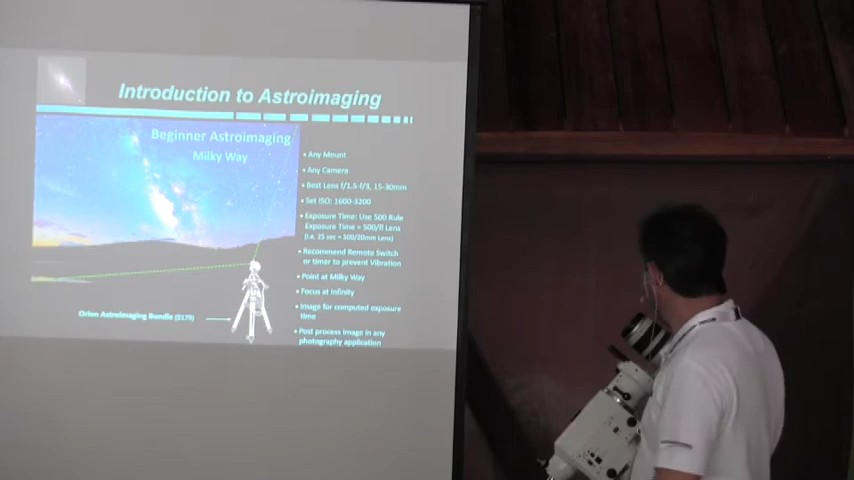 Introduction to Astroimaging
Beginner Astroimaging
Milky Way
• Any Mount
• Any Camera
• Best Lens f/1.5-f/3, 15-30mm
• Set ISO: 1600-3200
• Exposure Time: Use 500 Rule
Exposure Time = 500/fl Lens
(i.e. 25 sec = 500/20mm Lens)
• Recommend Remote Switch
or timer to prevent Vibration
• Point at Milky Way
• Focus at Infinity
• Image for computed exposure
time
• Post process image in any
photography application
Orion Astroimaging Bundle ($179)